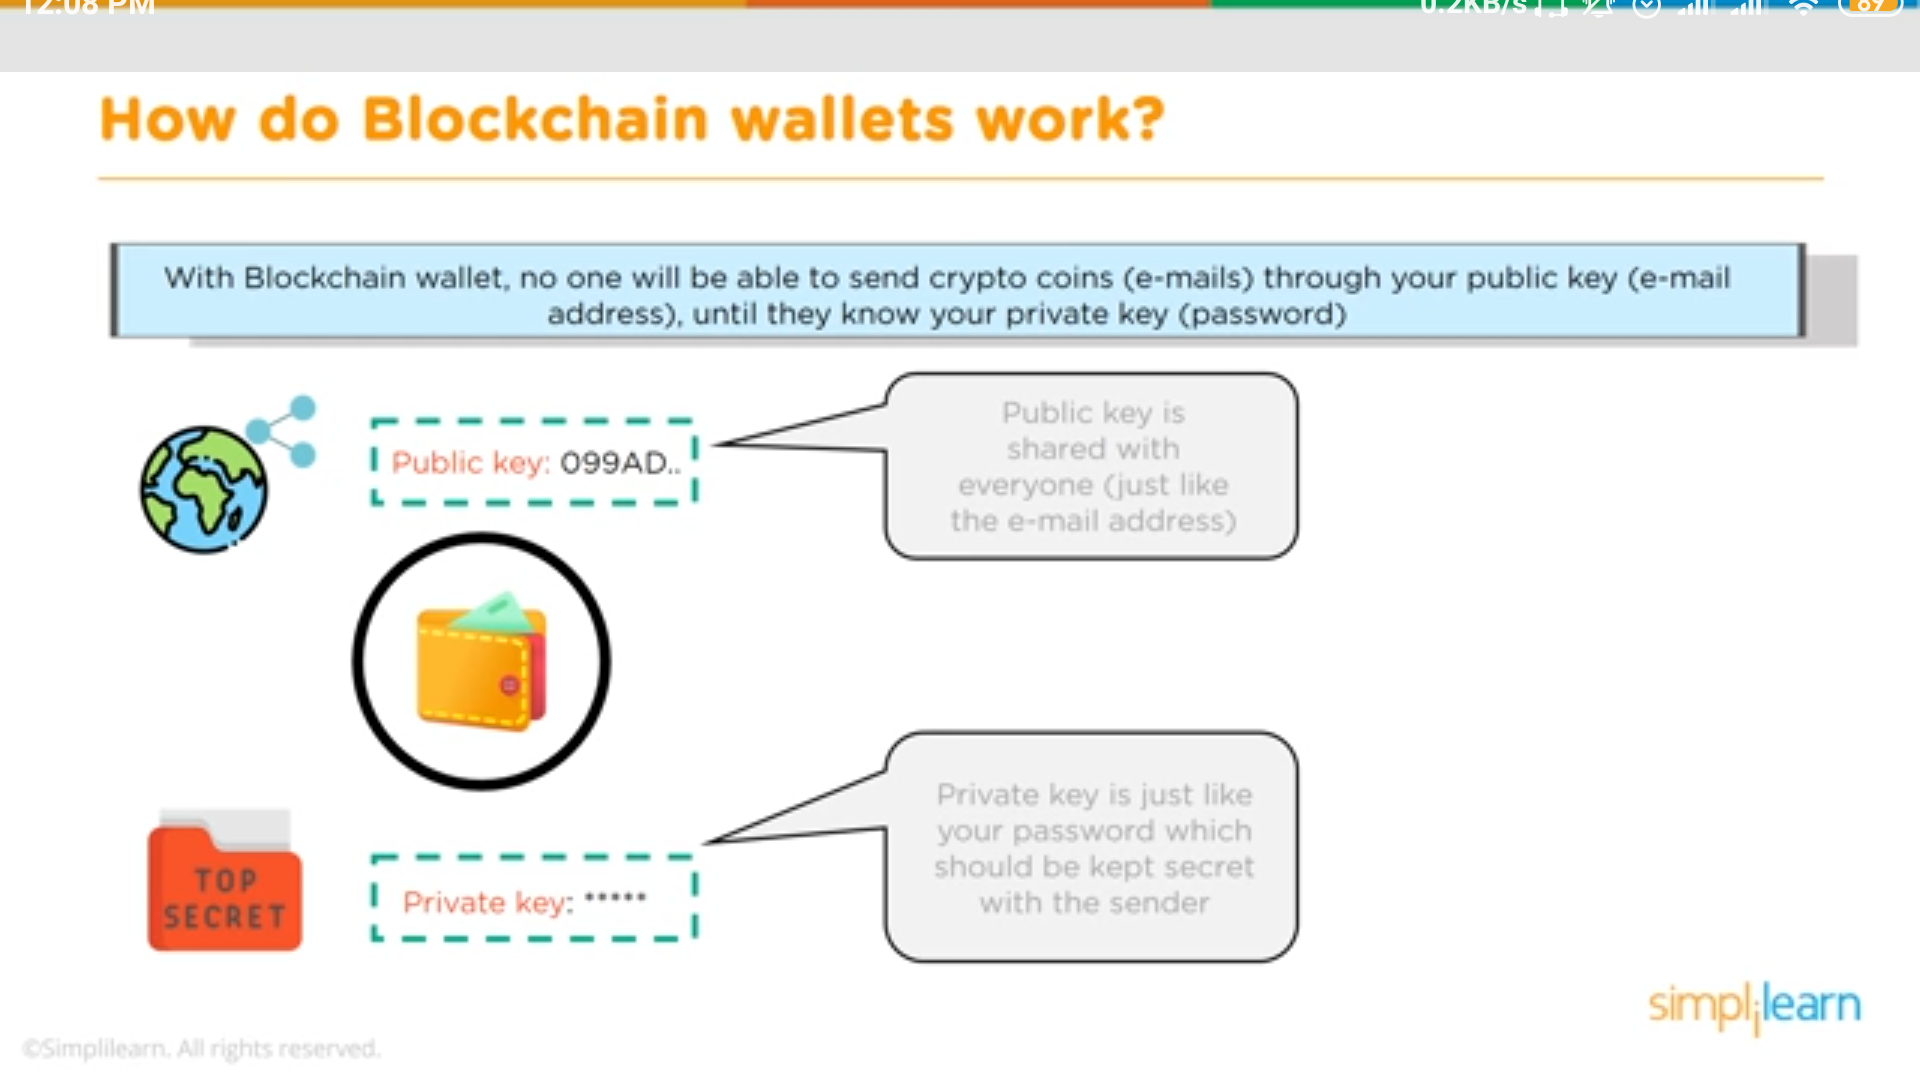 12:08 PM
0.2KB/s
89
How do Blockchain wallets work?
With Blockchain wallet, no one will be able to send crypto coins (e-mails) through your public key (e-mail
address), until they know your private key (password)
Public key: 099AD..
Public key is
shared with
everyone (just like
the e-mail address)
Private key is just like
your password which
should be kept secret
with the sender
TOP
SECRET
Private key: *****
simplilearn
©Simplilearn. All rights reserved.